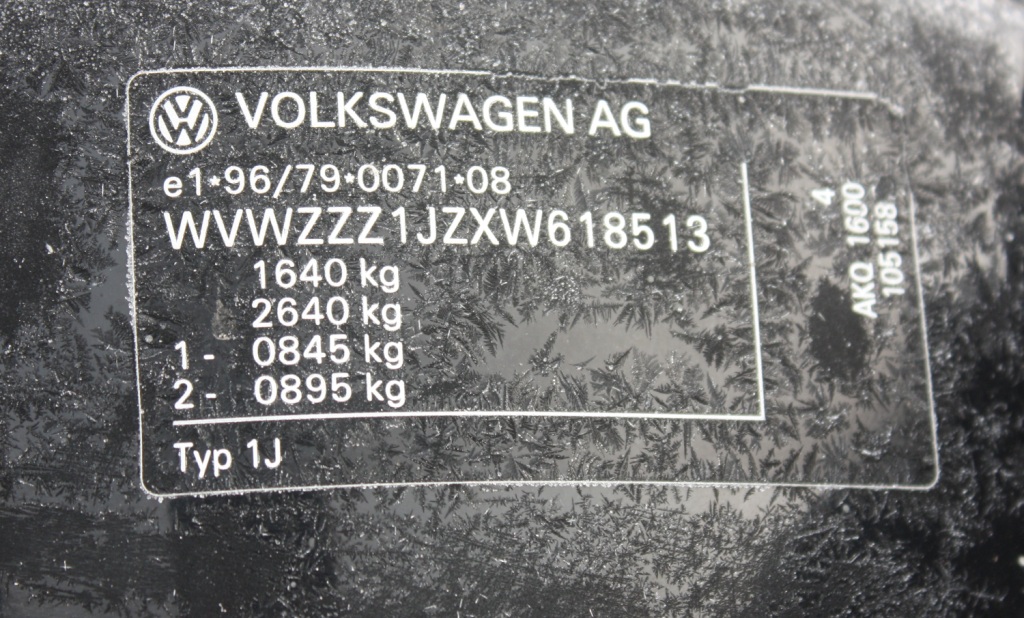 VOLKSWAGEN AG
e1*96/79*0071*08
WVWZZZ1JZXW618513
1640 kg
2640 kg
1 - 0845 kg
2 - 0895 kg
Typ 1J
4
AKQ 1600
105158